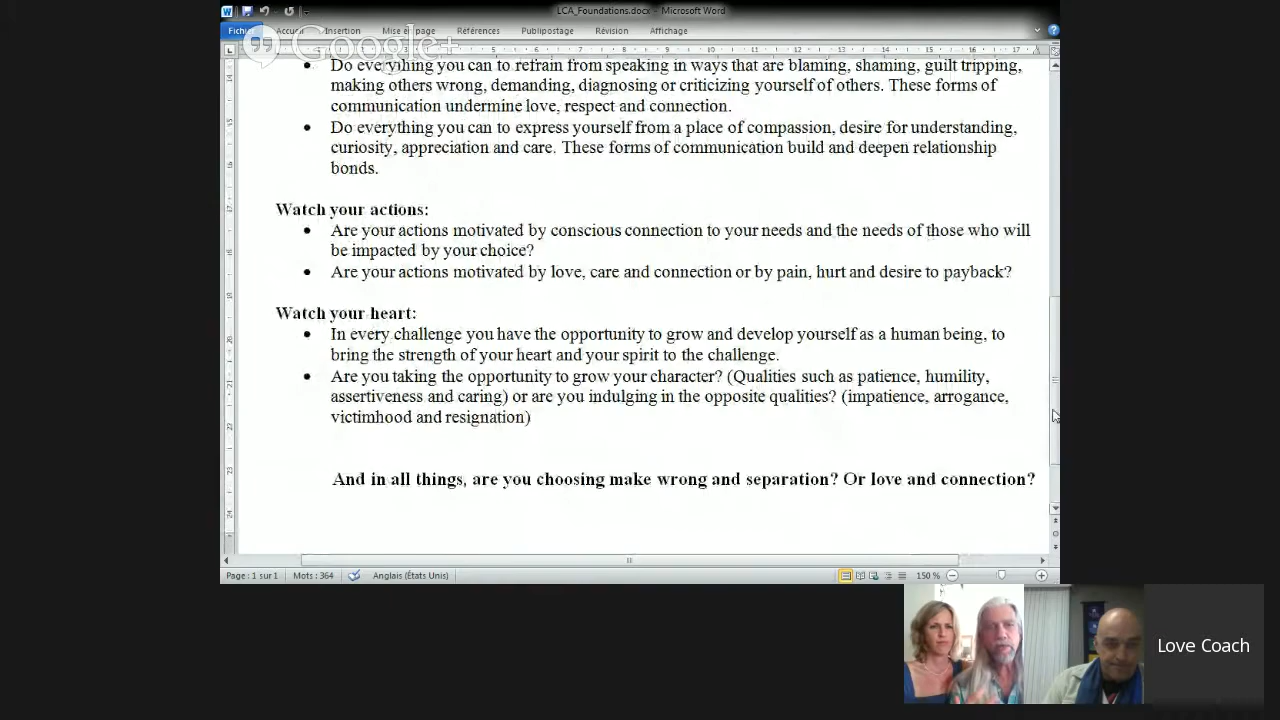 LCA_Foundations.docx - Microsoft Word
Fichier Accueil Insertion Mise en page Références Publipostage Révision Affichage
Google+
Do everything you can to refrain from speaking in ways that are blaming, shaming, guilt tripping,
making others wrong, demanding, diagnosing or criticizing yourself of others. These forms of
communication undermine love, respect and connection.
Do everything you can to express yourself from a place of compassion, desire for understanding,
curiosity, appreciation and care. These forms of communication build and deepen relationship
bonds.
Watch your actions:
Are your actions motivated by conscious connection to your needs and the needs of those who will
be impacted by your choice?
Are your actions motivated by love, care and connection or by pain, hurt and desire to payback?
Watch your heart:
In every challenge you have the opportunity to grow and develop yourself as a human being, to
bring the strength of your heart and your spirit to the challenge.
Are you taking the opportunity to grow your character? (Qualities such as patience, humility,
assertiveness and caring) or are you indulging in the opposite qualities? (impatience, arrogance,
victimhood and resignation)
And in all things, are you choosing make wrong and separation? Or love and connection?
Page : 1 sur 1 Mots : 364 Anglais (États Unis) 150 %
Love Coach